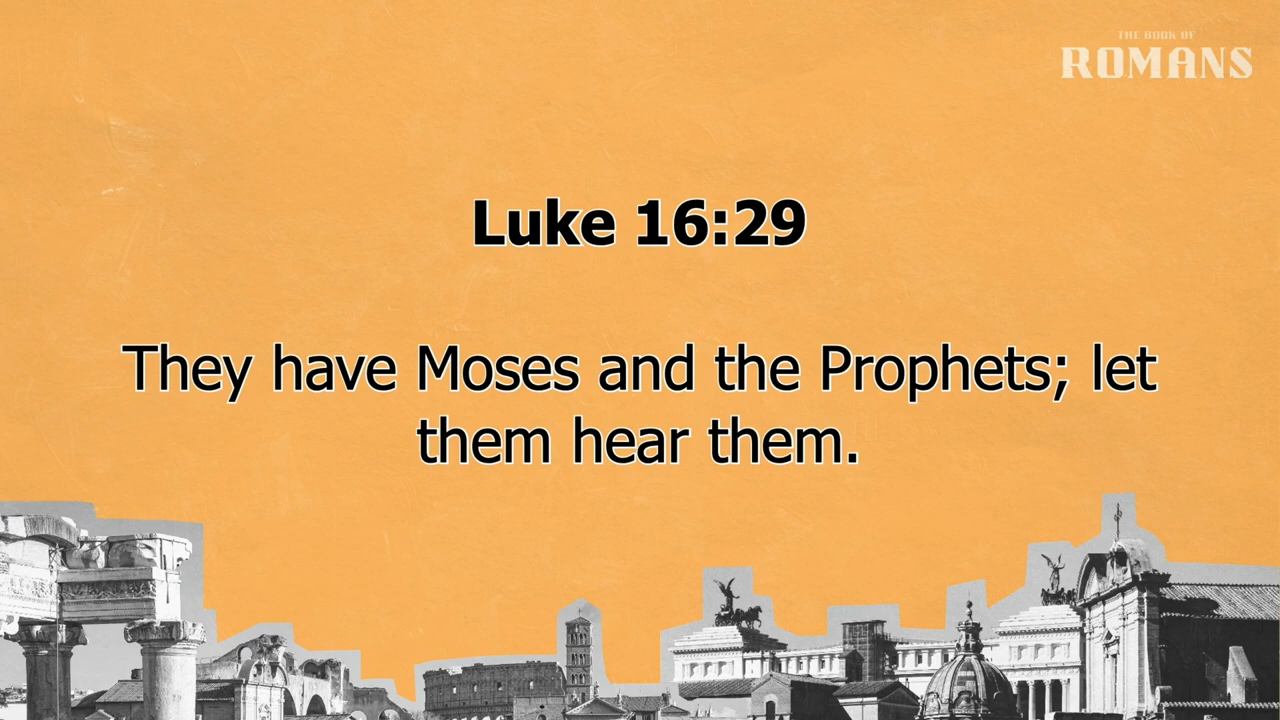 THE BOOK OF
ROMANS
Luke 16:29
They have Moses and the Prophets; let
them hear them.